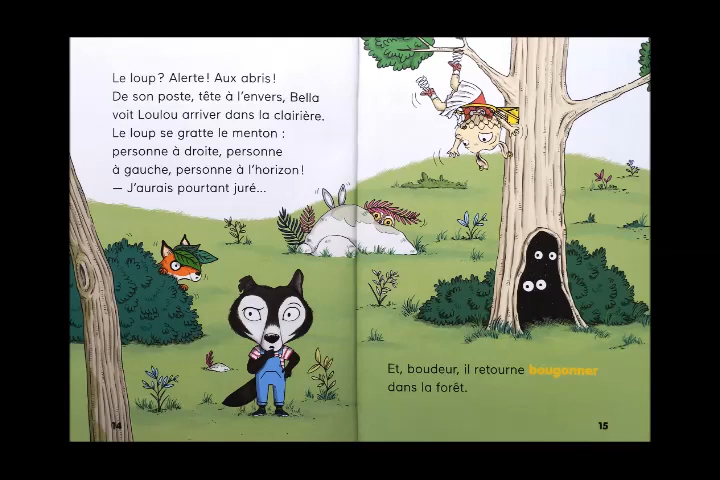 Le loup ? Alerte ! Aux abris !
De son poste, tête à l'envers, Bella
voit Loulou arriver dans la clairière.
Le loup se gratte le menton :
personne à droite, personne
à gauche, personne à l'horizon !
— J'aurais pourtant juré...
14
Et, boudeur, il retourne bougonner
dans la forêt.
15